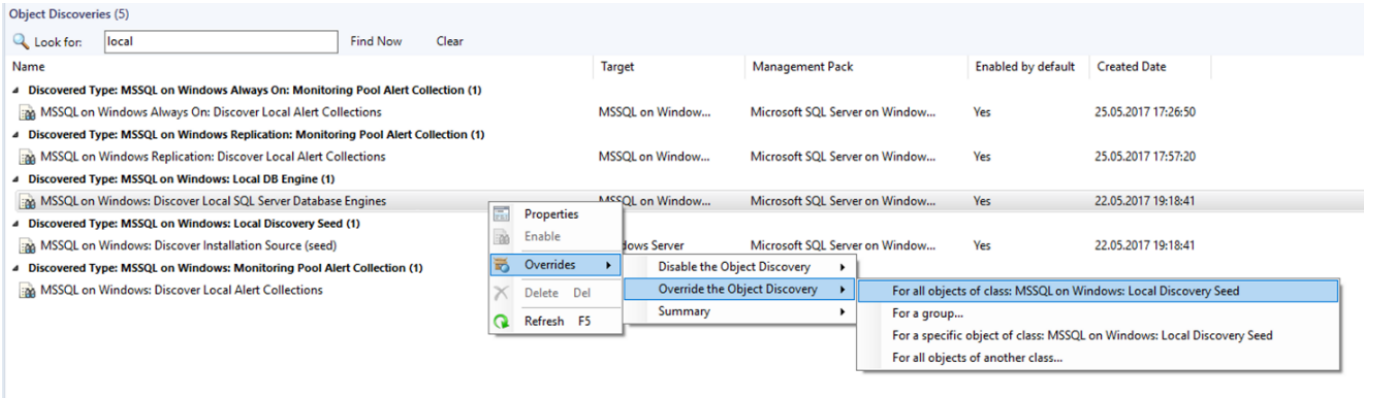 Object Discoveries (5)
Look for: local Find Now Clear
Name Target Management Pack Enabled by default Created Date
Discovered Type: MSSQL on Windows Always On: Monitoring Pool Alert Collection (1)
MSSQL on Windows Always On: Discover Local Alert Collections MSSQL on Window... Microsoft SQL Server on Window... Yes 25.05.2017 17:26:50
Discovered Type: MSSQL on Windows Replication: Monitoring Pool Alert Collection (1)
MSSQL on Windows Replication: Discover Local Alert Collections MSSQL on Window... Microsoft SQL Server on Window... Yes 25.05.2017 17:57:20
Discovered Type: MSSQL on Windows: Local DB Engine (1)
MSSQL on Windows: Discover Local SQL Server Database Engines MSSQL on Window... Microsoft SQL Server on Window... Yes 22.05.2017 19:18:41
Discovered Type: MSSQL on Windows: Local Discovery Seed (1)
MSSQL on Windows: Discover Installation Source (seed) dows Server Microsoft SQL Server on Window... Yes 22.05.2017 19:18:41
Discovered Type: MSSQL on Windows: Monitoring Pool Alert Collection (1)
MSSQL on Windows: Discover Local Alert Collections
Properties
Enable
Overrides
Delete Del
Refresh F5
Disable the Object Discovery
Override the Object Discovery
Summary
For all objects of class: MSSQL on Windows: Local Discovery Seed
For a group...
For a specific object of class: MSSQL on Windows: Local Discovery Seed
For all objects of another class...